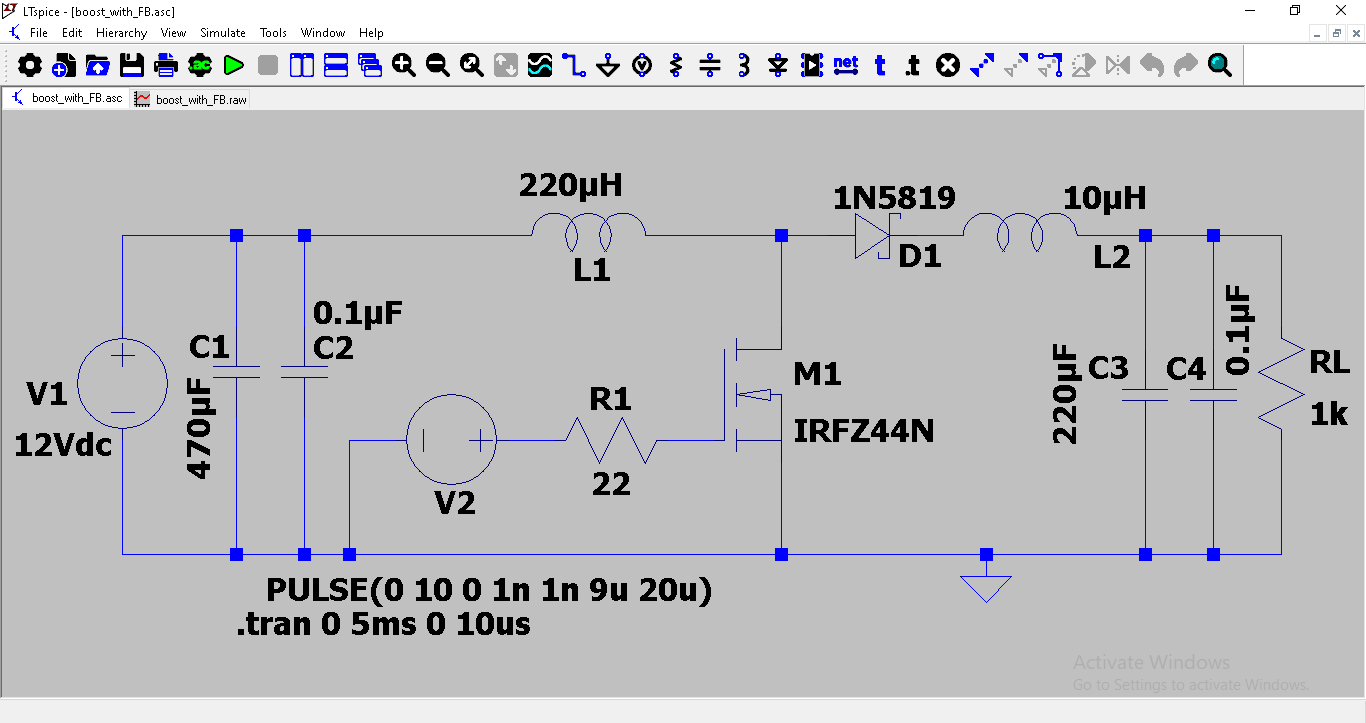 LTspice - [boost_with_FB.asc]
File Edit Hierarchy View Simulate Tools Window Help
.ac
net
t
.t
boost_with_FB.asc
boost_with_FB.raw
220µH
L1
1N5819
D1
10µH
L2
0.1µF
C2
C1
470µF
V1
12Vdc
R1
22
V2
M1
IRFZ44N
220µF
C3
C4
0.1µF
RL
1k
PULSE(0 10 0 1n 1n 9u 20u)
.tran 0 5ms 0 10us
Activate Windows
Go to Settings to activate Windows.